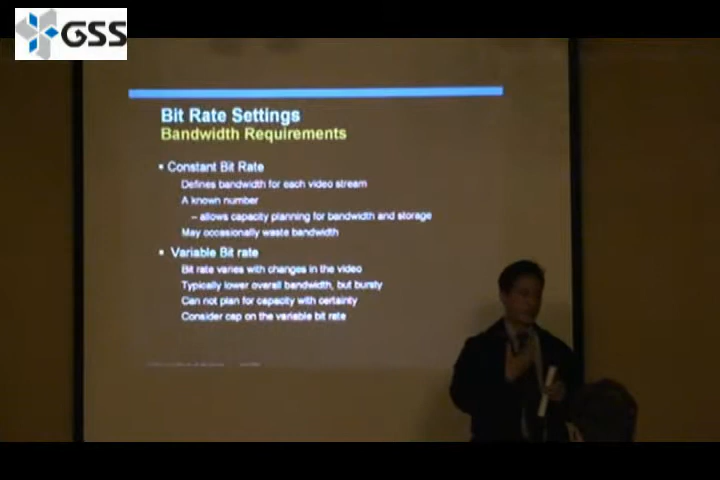 GSS
Bit Rate Settings
Bandwidth Requirements
▪ Constant Bit Rate
Defines bandwidth for each video stream
A known number
– allows capacity planning for bandwidth and storage
May occasionally waste bandwidth
▪ Variable Bit rate
Bit rate varies with changes in the video
Typically lower overall bandwidth, but bursty
Can not plan for capacity with certainty
Consider cap on the variable bit rate